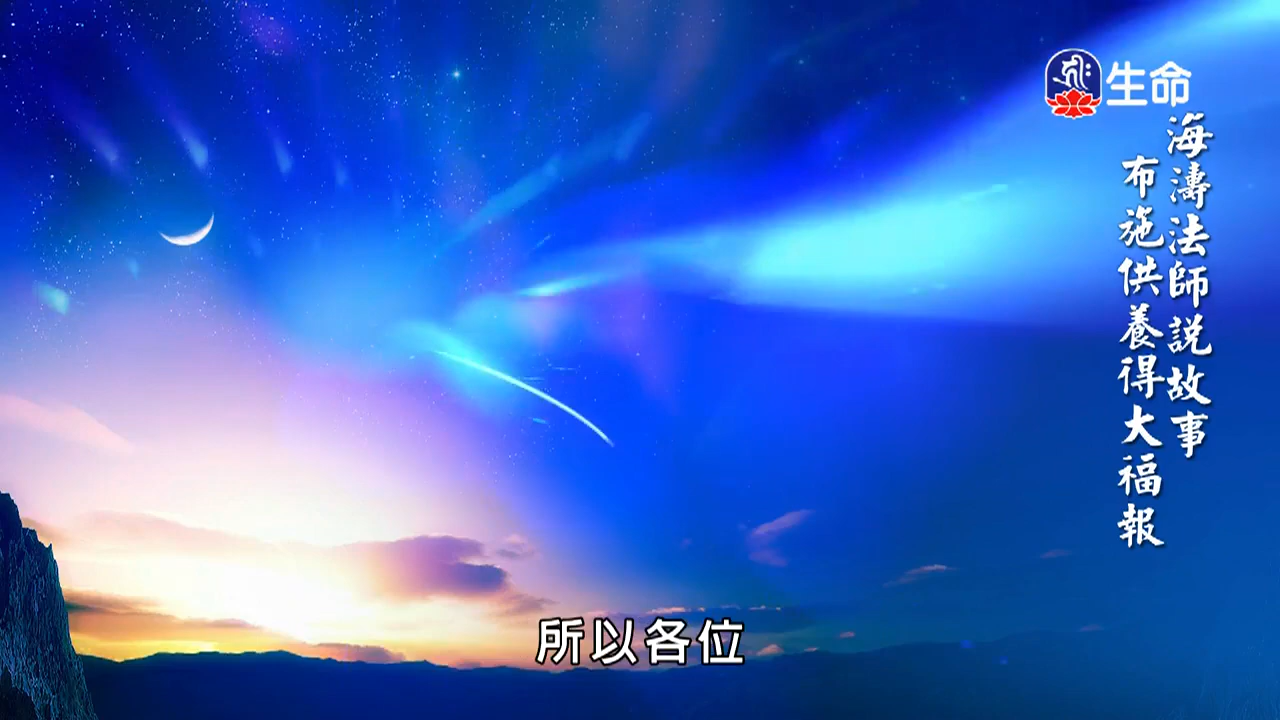 生命
海濤法師說故事
布施供養得大福報
所以各位